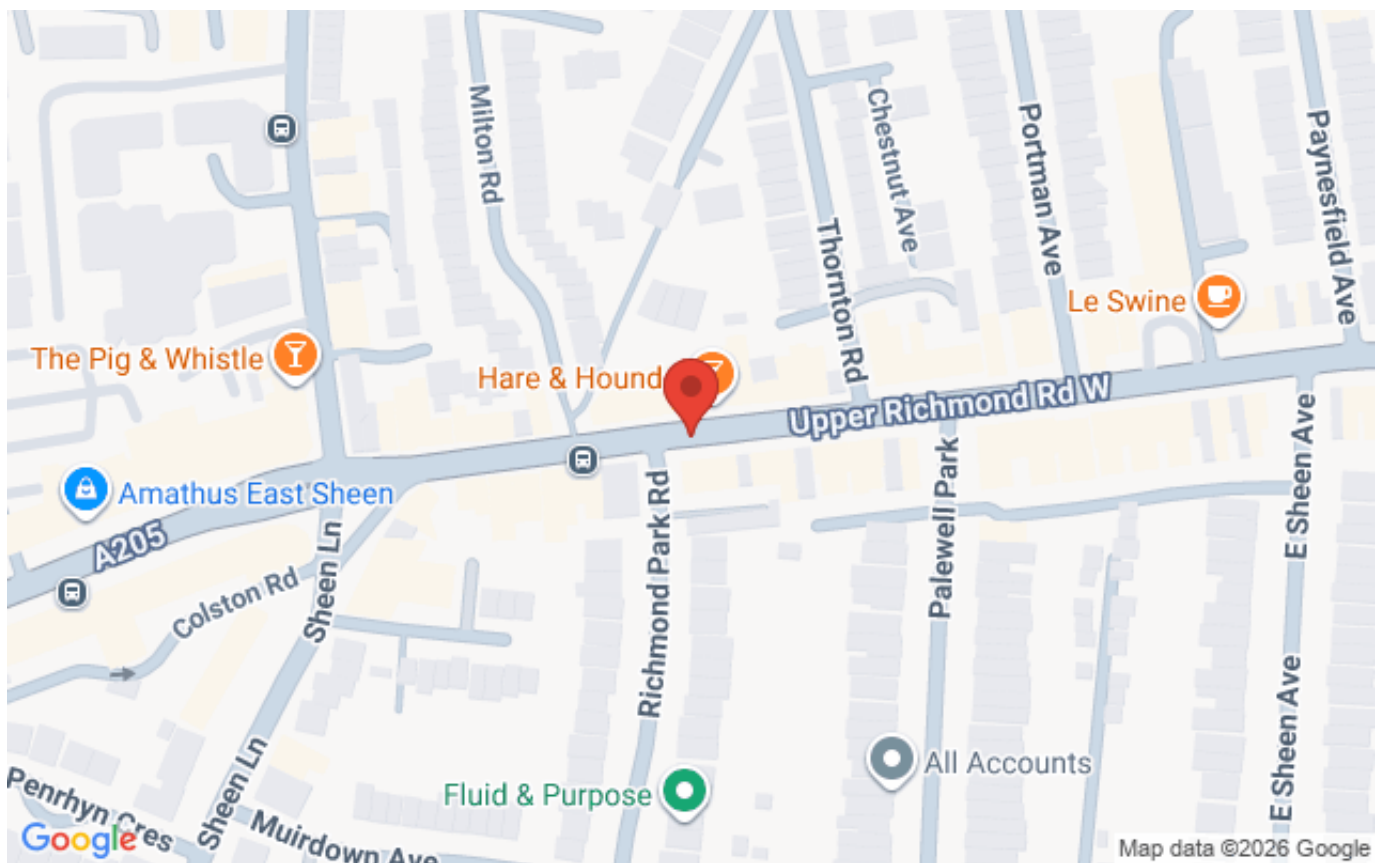 Milton Rd
Chestnut Ave
Portman Ave
Paynesfield Ave
Thornton Rd
Le Swine
The Pig & Whistle
Hare & Hound
Upper Richmond Rd W
Amathus East Sheen
A205
Sheen Ln
Colston Rd
Richmond Park Rd
Palewell Park
E Sheen Ave
E Sheen Ave
All Accounts
Fluid & Purpose
Sheen Ln
Penrhyn Cres
Muirdown Ave
Google
Map data ©2026 Google